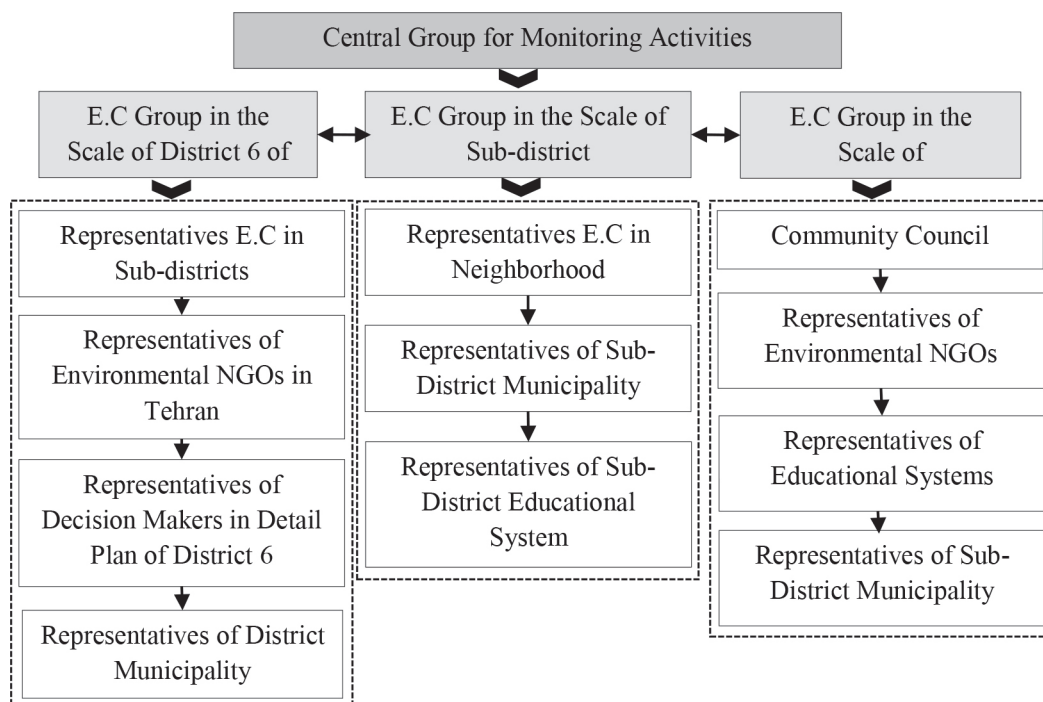 Central Group for Monitoring Activities
E.C Group in the
Scale of District 6 of
E.C Group in the Scale of
Sub-district
E.C Group in the
Scale of
Representatives E.C in
Sub-districts
Representatives of
Environmental NGOs in
Tehran
Representatives of
Decision Makers in Detail
Plan of District 6
Representatives of District
Municipality
Representatives E.C in
Neighborhood
Representatives of Sub-
District Municipality
Representatives of Sub-
District Educational
System
Community Council
Representatives of
Environmental NGOs
Representatives of
Educational Systems
Representatives of Sub-
District Municipality